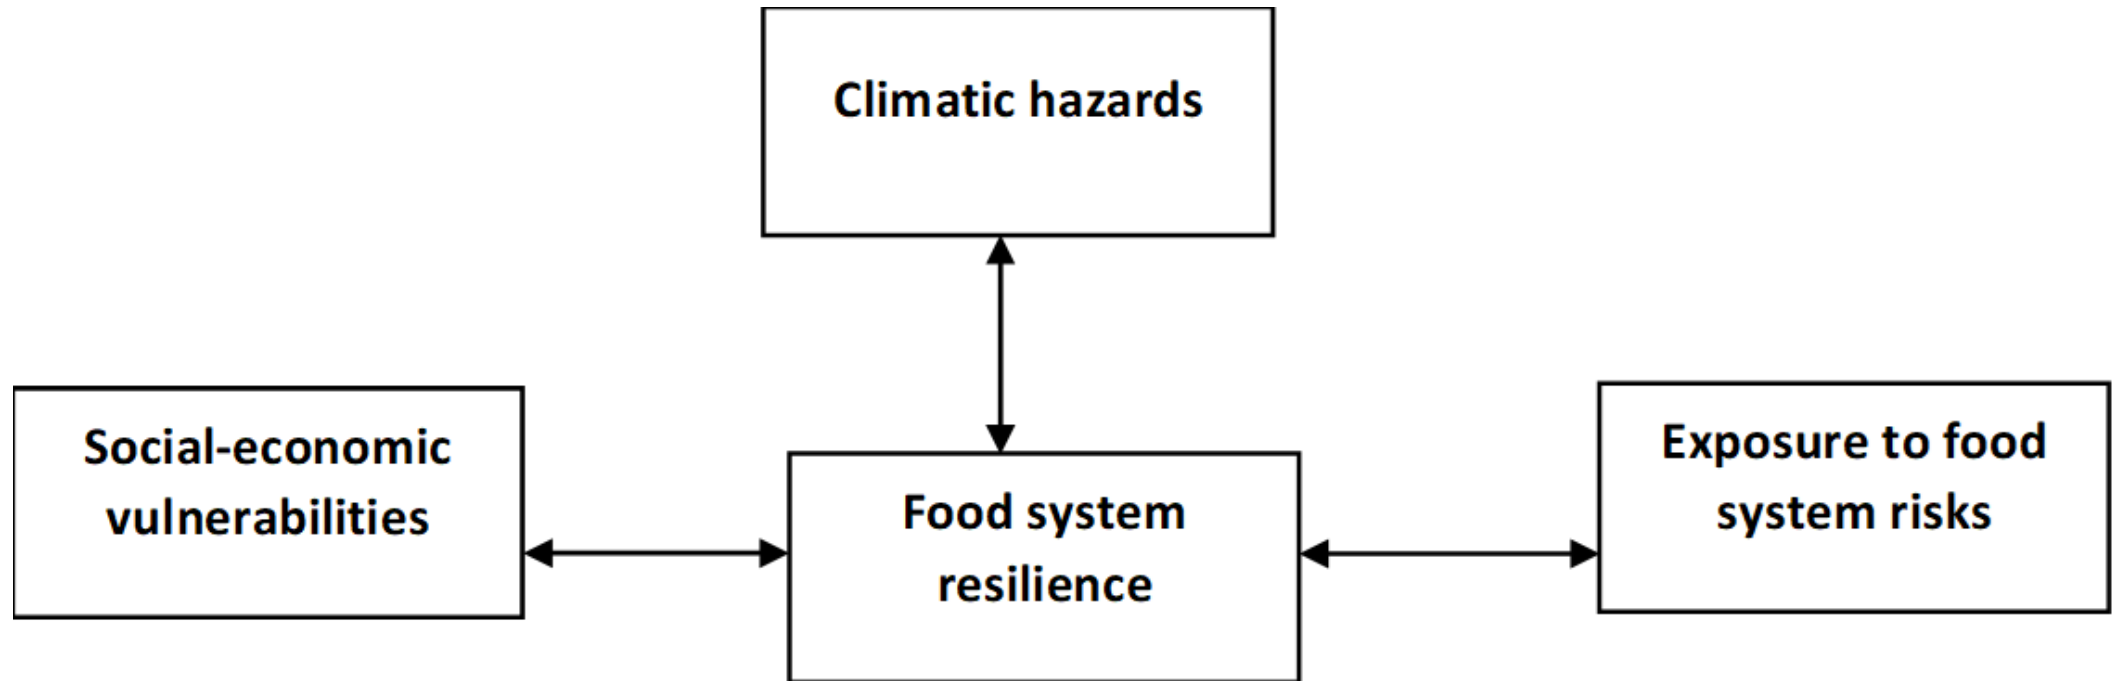 Climatic hazards
Social-economic
vulnerabilities
Food system
resilience
Exposure to food
system risks